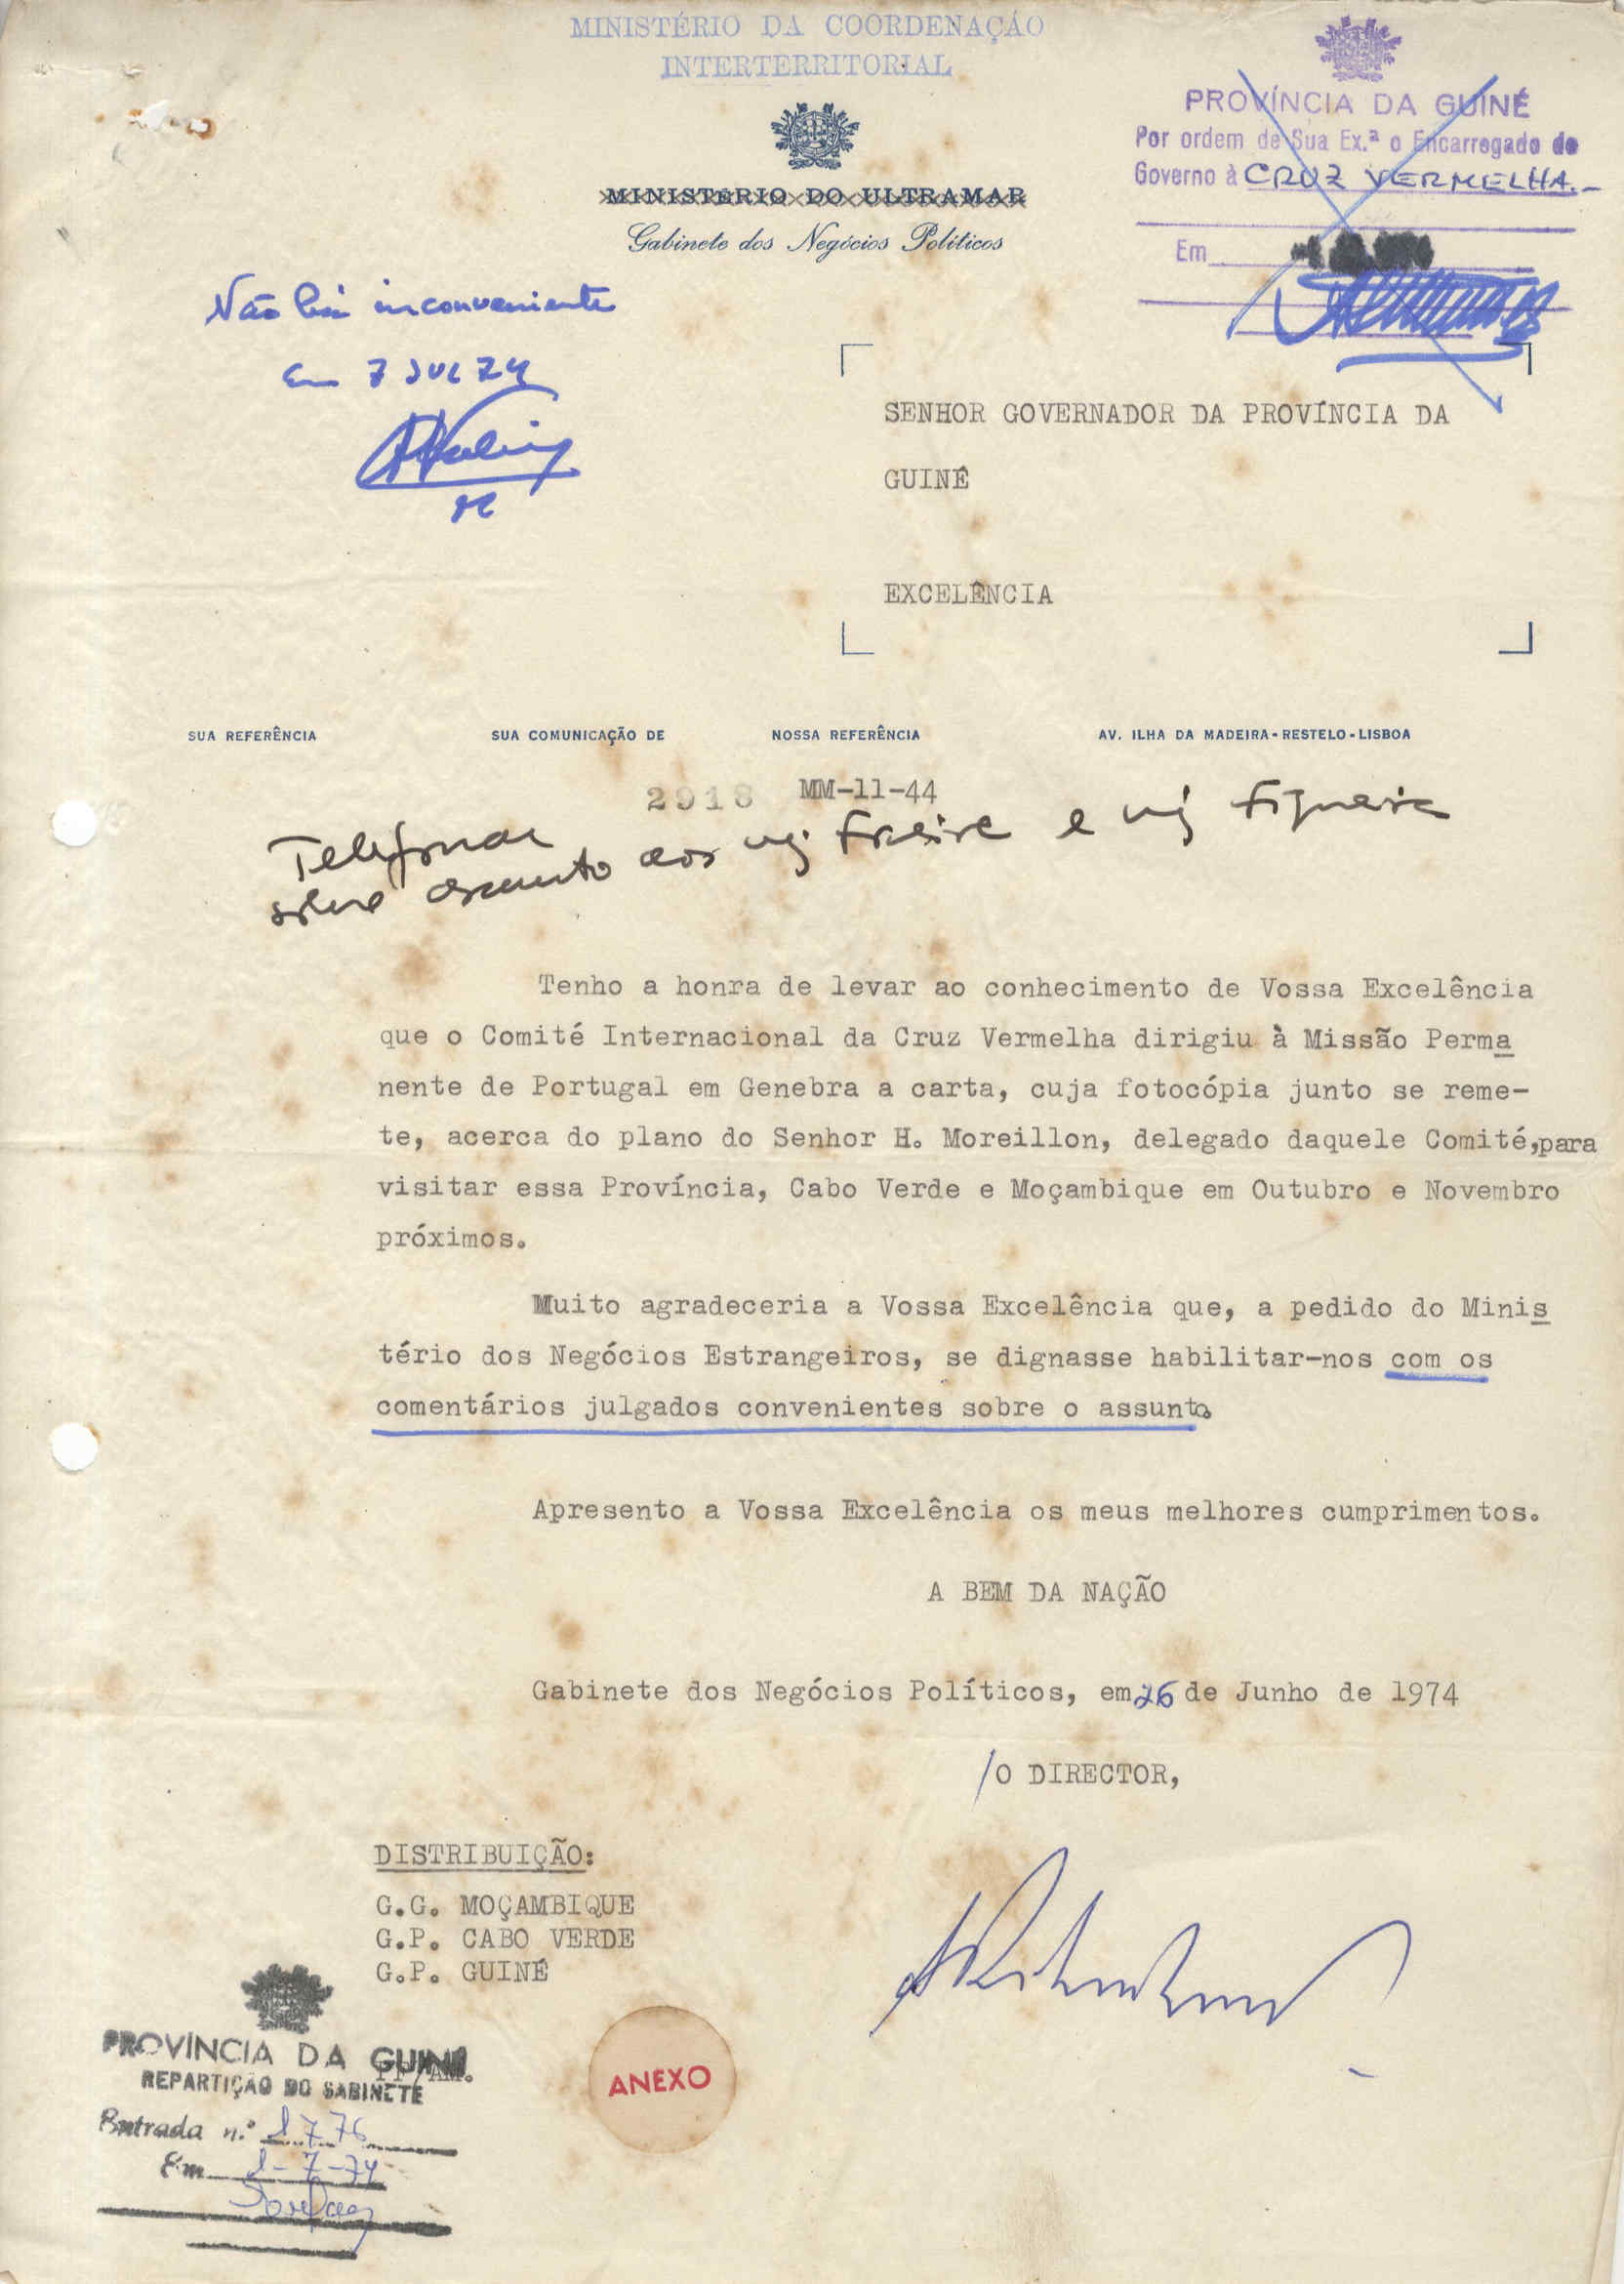 MINISTÉRIO DA COORDENAÇÃO
INTERTERRITORIAL
MINISTÉRIO DO ULTRAMAR
Gabinete dos Negócios Políticos
PROVÍNCIA DA GUINÉ
Por ordem de Sua Ex.ª o Encarregado do
Governo à CRUZ VERMELHA.
Em
Não há inconveniente
Em 7 JUL 74
SENHOR GOVERNADOR DA PROVÍNCIA DA
GUINÉ
EXCELÊNCIA
SUA REFERÊNCIA SUA COMUNICAÇÃO DE NOSSA REFERÊNCIA AV. ILHA DA MADEIRA-RESTELO-LISBOA
2918 MM-11-44
Telefonar
sobre assunto aos maj Freire e maj Figueira
Tenho a honra de levar ao conhecimento de Vossa Excelência
que o Comité Internacional da Cruz Vermelha dirigiu à Missão Perma
nente de Portugal em Genebra a carta, cuja fotocópia junto se reme-
te, acerca do plano do Senhor H. Moreillon, delegado daquele Comité,para
visitar essa Província, Cabo Verde e Moçambique em Outubro e Novembro
próximos.
Muito agradeceria a Vossa Excelência que, a pedido do Minis
tério dos Negócios Estrangeiros, se dignasse habilitar-nos com os
comentários julgados convenientes sobre o assunto.
Apresento a Vossa Excelência os meus melhores cumprimentos.
A BEM DA NAÇÃO
Gabinete dos Negócios Políticos, em 26 de Junho de 1974
/O DIRECTOR,
DISTRIBUIÇÃO:
G.G. MOÇAMBIQUE
G.P. CABO VERDE
G.P. GUINÉ
PROVÍNCIA DA GUINÉ
REPARTIÇÃO DO GABINETE
Entrada n.º 1776
Em 1-7-74
ANEXO